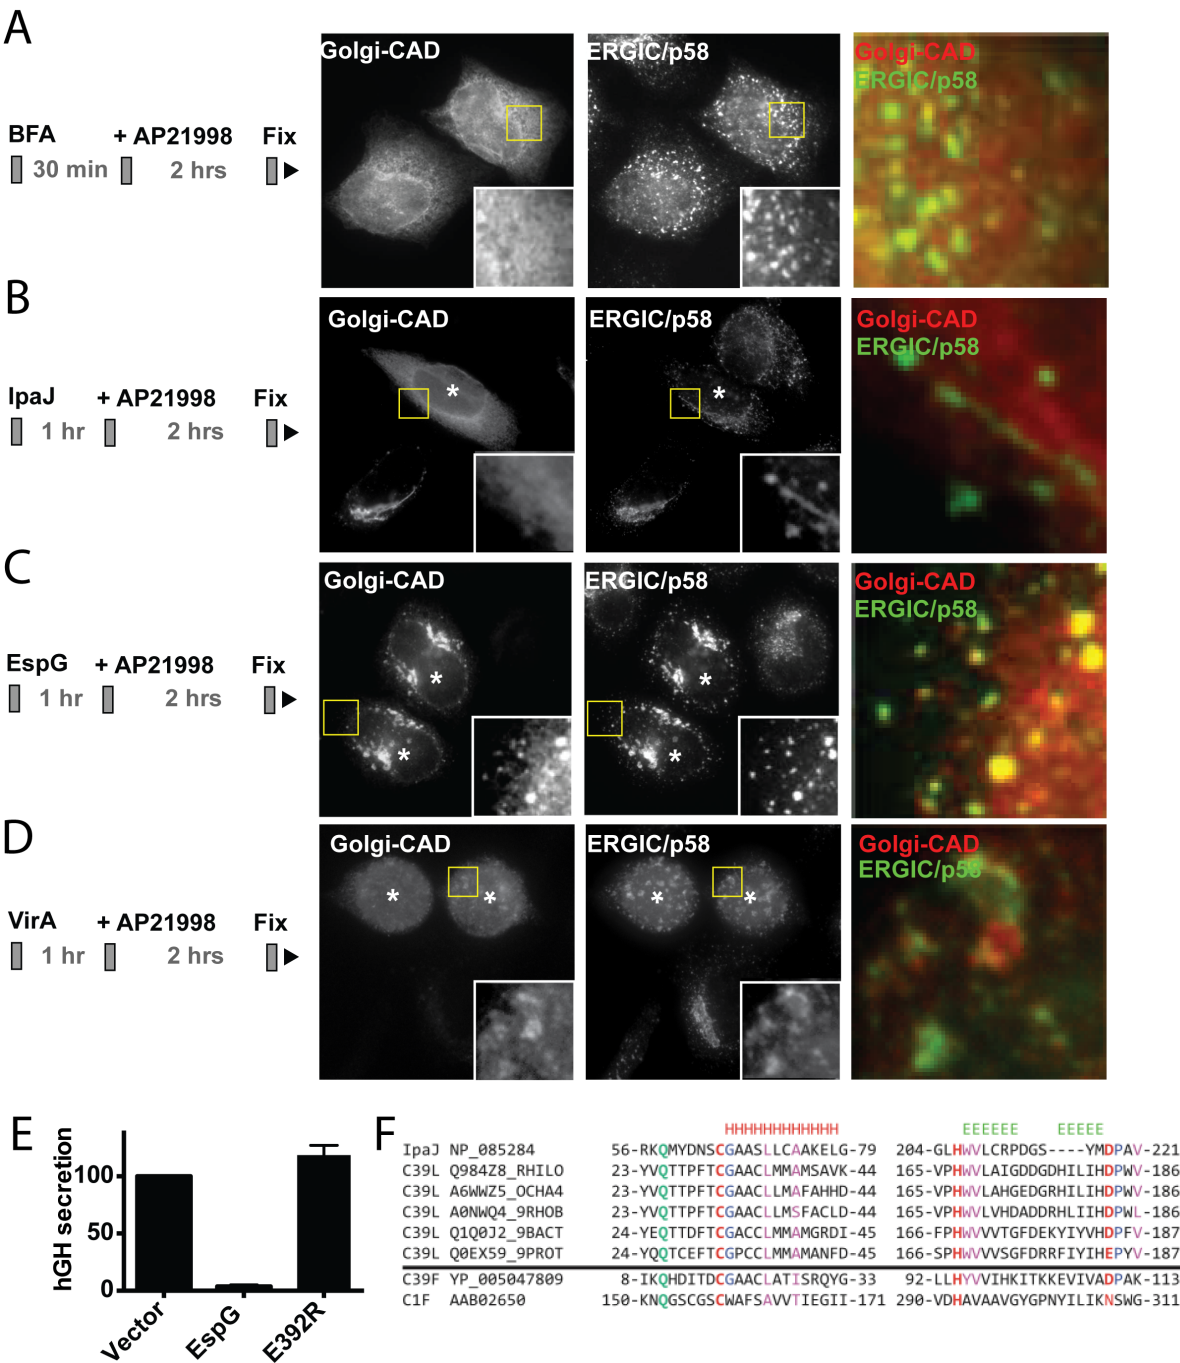 A
BFA + AP21998 Fix
30 min 2 hrs
Golgi-CAD
ERGIC/p58
Golgi-CAD
ERGIC/p58
B
IpaJ + AP21998 Fix
1 hr 2 hrs
Golgi-CAD
*
ERGIC/p58
*
Golgi-CAD
ERGIC/p58
C
EspG + AP21998 Fix
1 hr 2 hrs
Golgi-CAD
*
*
ERGIC/p58
*
*
Golgi-CAD
ERGIC/p58
D
VirA + AP21998 Fix
1 hr 2 hrs
Golgi-CAD
* *
ERGIC/p58
* *
Golgi-CAD
ERGIC/p58
E
hGH secretion
100
50
0
Vector
EspG
E392R
F
HHHHHHHHHHHHH EEEEEE EEEEE
IpaJ NP_085284 56-RKQMYDNSCGAASLLCAAKELG-79 204-GLHWVLCRPDGS----YMDPAV-221
C39L Q984Z8_RHILO 23-YVQTTPFTCGAACLMMAMSAVK-44 165-VPHWVLAIGDDGDHILIHDPWV-186
C39L A6WWZ5_OCHA4 23-YVQTTPFTCGAACLLMAFAHHD-44 165-VPHWVLAHGEDGRHILIHDPWV-186
C39L A0NWQ4_9RHOB 23-YVQTTPFTCGAACLLMSFACLD-44 165-VIHWVLVHDADDRHLIIHDPWL-186
C39L Q1Q0J2_9BACT 24-YEQTTDFTCGAACLMMAMGRDI-45 166-FPHWVVVTGFDEKYIYVHDPFV-187
C39L Q0EX59_9PROT 24-YQQTCEFTCGPCCLMMAMANFD-45 166-SPHWVVVSGFDRRFIYIHEPYV-187
C39F YP_005047809 8-IKQHDITDCGAACLATISRQYG-33 92-LLHYVVIHKITKKEVIVADPAK-113
C1F AAB02650 150-KNQGSCGSCWAFSAVVTIEGII-171 290-VDHAVAAVGYGPNYILIKNSWG-311